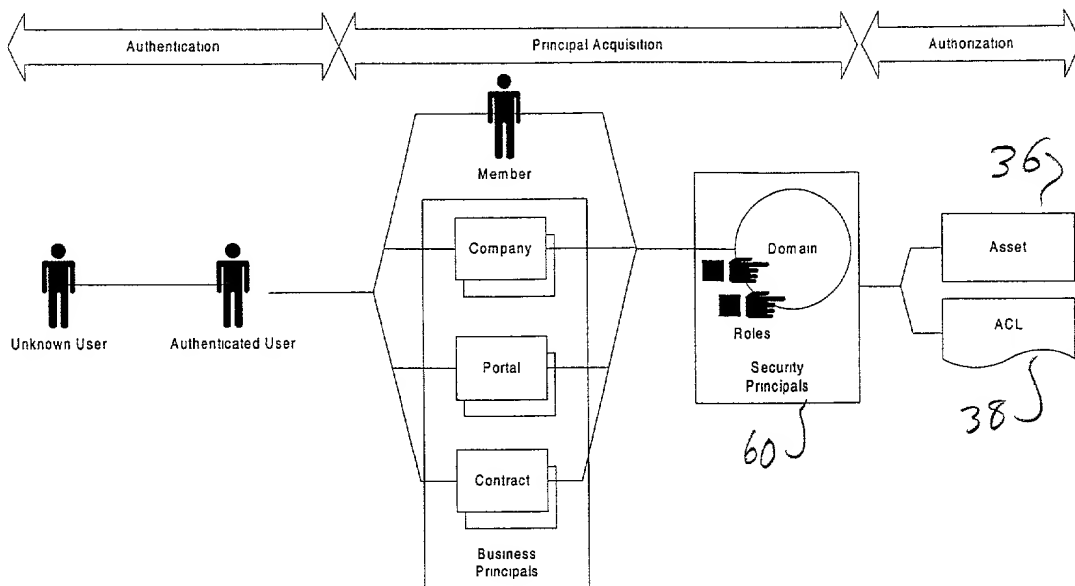 Authentication
Principal Acquisition
Authorization
Member
36
Company
Domain
Asset
Unknown User
Authenticated User
Portal
Roles
ACL
Security
Principals
60
38
Contract
Business
Principals